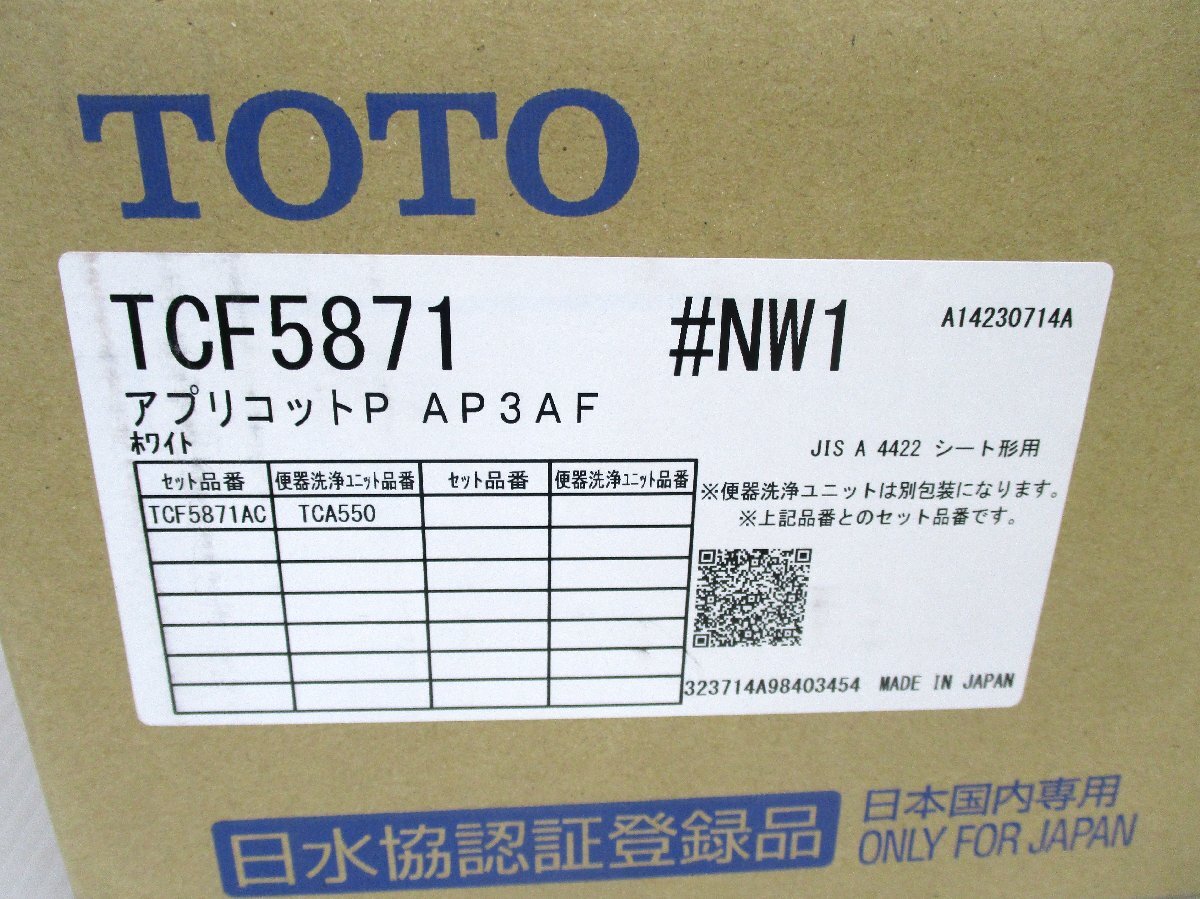 TOTO
TCF5871 #NW1 A14230714A
アプリコットP AP3AF
ホワイト
JIS A 4422 シート形用
セット品番 便器洗浄ユニット品番 セット品番 便器洗浄ユニット品番
TCF5871AC TCA550
※便器洗浄ユニットは別包装になります。
※上記品番とのセット品番です。
323714A98403454 MADE IN JAPAN
日水協認証登録品
日本国内専用
ONLY FOR JAPAN